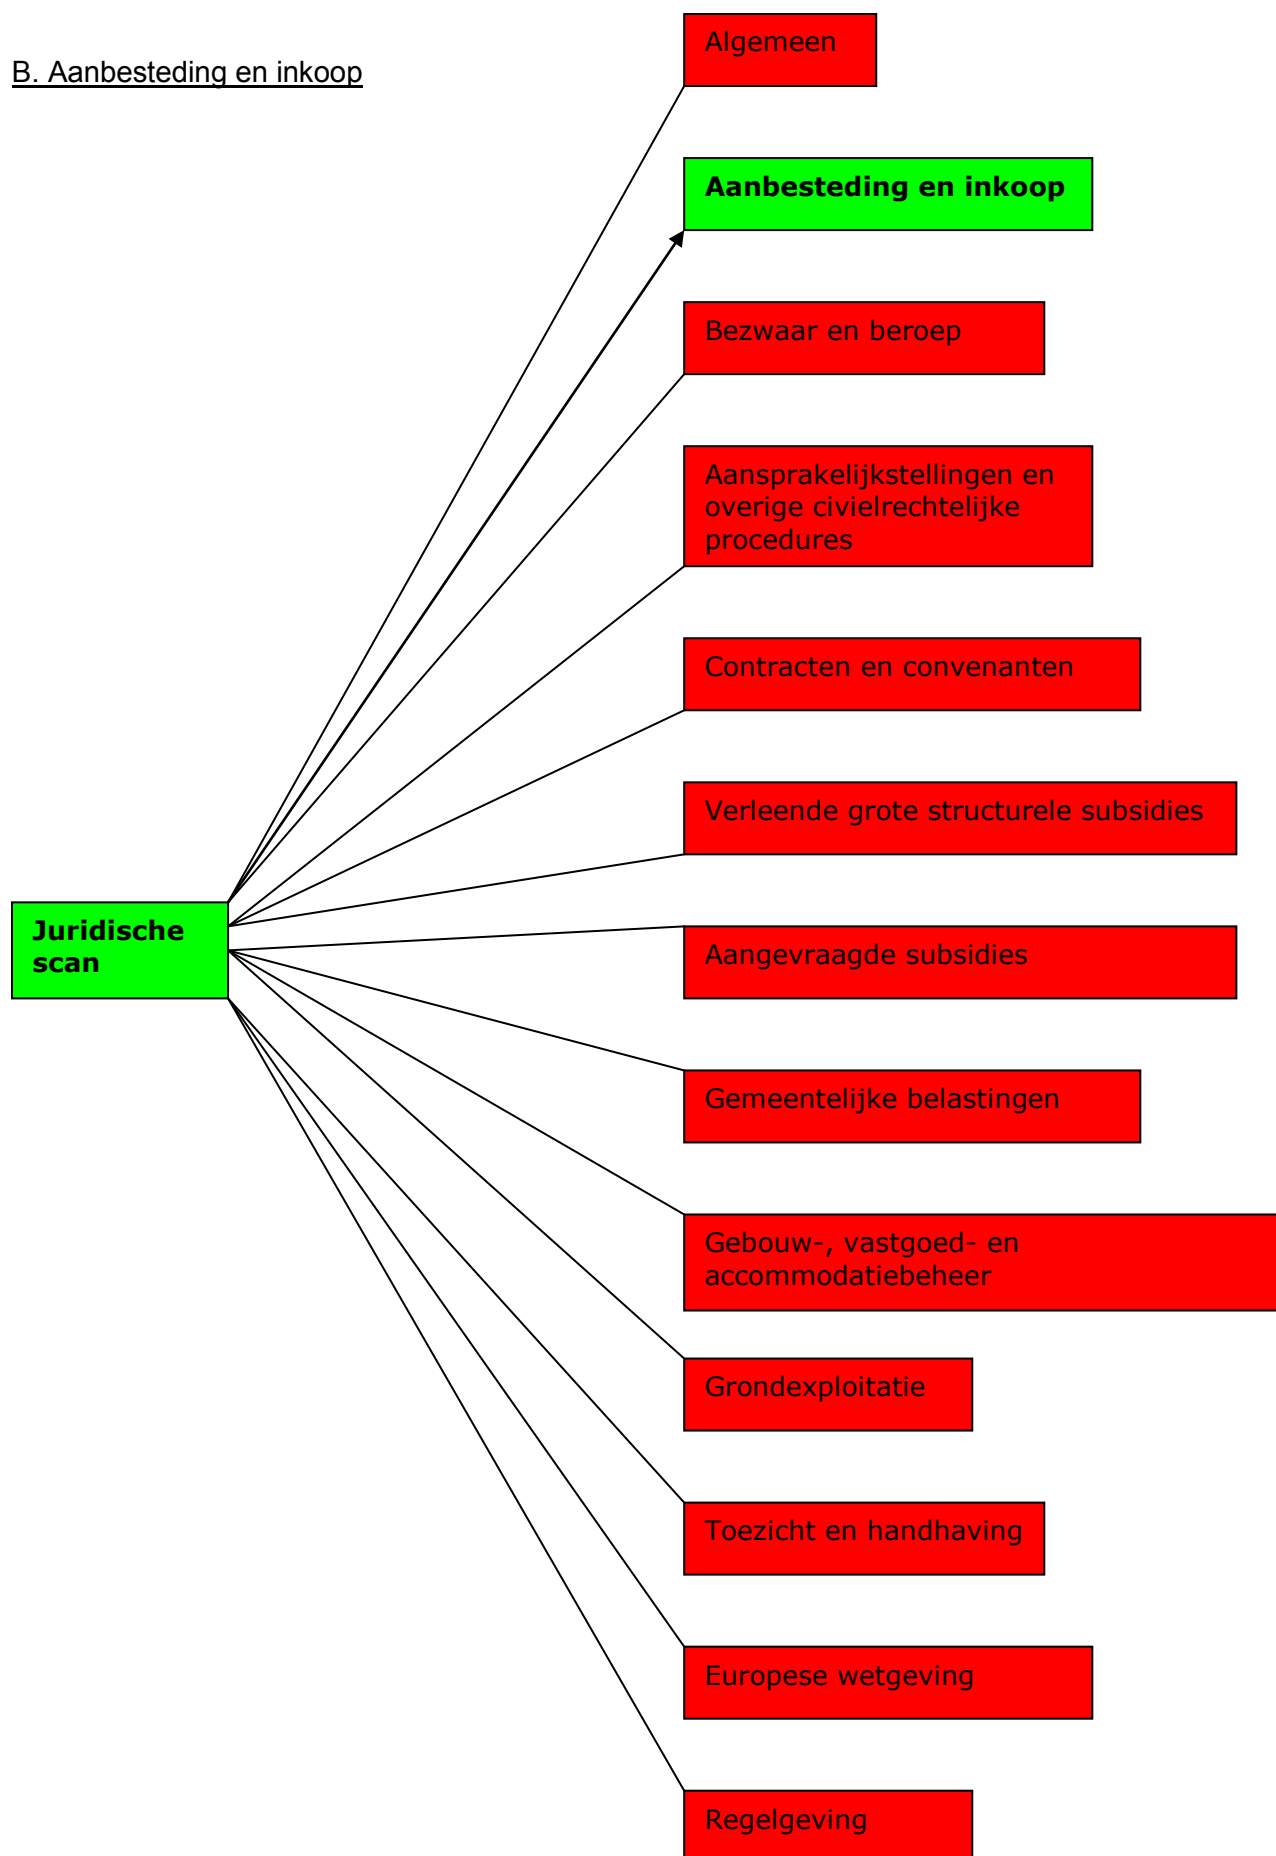 Algemeen
B. Aanbesteding en inkoop
Aanbesteding en inkoop
Bezwaar en beroep
Aansprakelijkstellingen en
overige civielrechtelijke
procedures
Contracten en convenanten
Verleende grote structurele subsidies
Juridische
scan
Aangevraagde subsidies
Gemeentelijke belastingen
Gebouw-, vastgoed- en
accommodatiebeheer
Grondexploitatie
Toezicht en handhaving
Europese wetgeving
Regelgeving